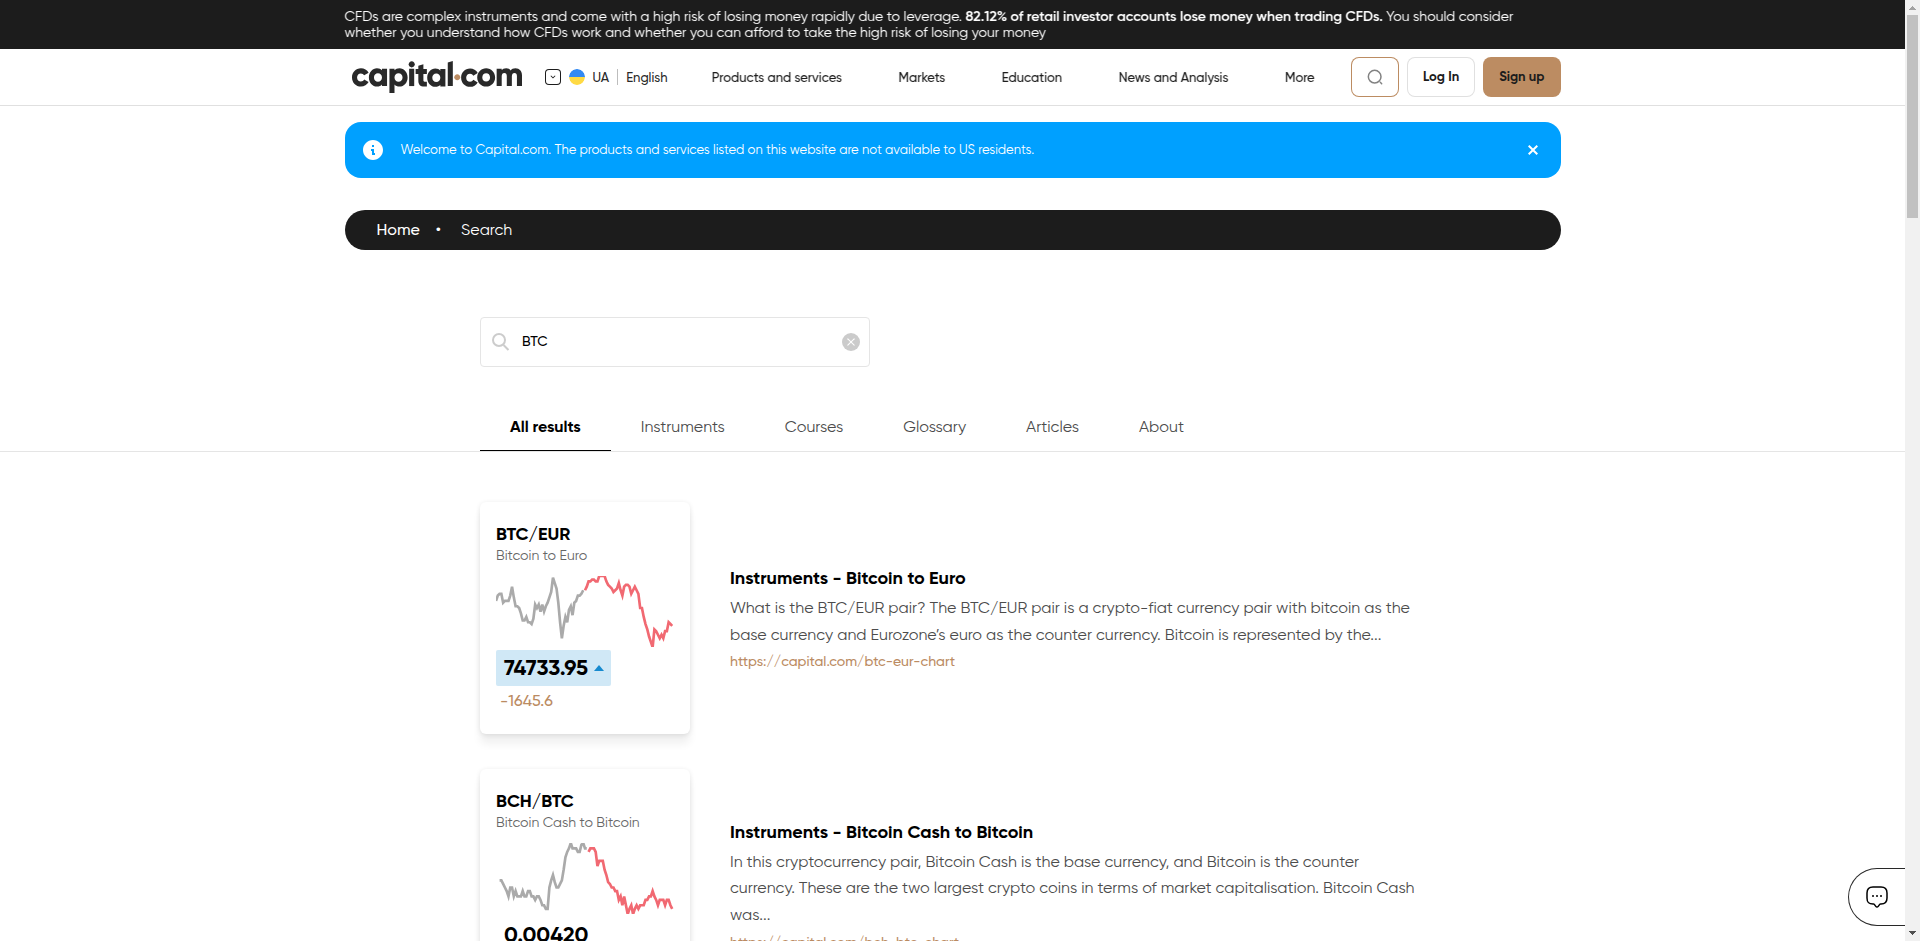 CFDs are complex instruments and come with a high risk of losing money rapidly due to leverage. 82.12% of retail investor accounts lose money when trading CFDs. You should consider
whether you understand how CFDs work and whether you can afford to take the high risk of losing your money
capital.com
UA
English
Products and services
Markets
Education
News and Analysis
More
Log In
Sign up
Welcome to Capital.com. The products and services listed on this website are not available to US residents.
Home • Search
BTC
All results
Instruments
Courses
Glossary
Articles
About
BTC/EUR
Bitcoin to Euro
74733.95
-1645.6
Instruments - Bitcoin to Euro
What is the BTC/EUR pair? The BTC/EUR pair is a crypto-fiat currency pair with bitcoin as the
base currency and Eurozone's euro as the counter currency. Bitcoin is represented by the...
https://capital.com/btc-eur-chart
BCH/BTC
Bitcoin Cash to Bitcoin
0.00420
Instruments - Bitcoin Cash to Bitcoin
In this cryptocurrency pair, Bitcoin Cash is the base currency, and Bitcoin is the counter
currency. These are the two largest crypto coins in terms of market capitalisation. Bitcoin Cash
was...
https://capital.com/bch-btc-chart